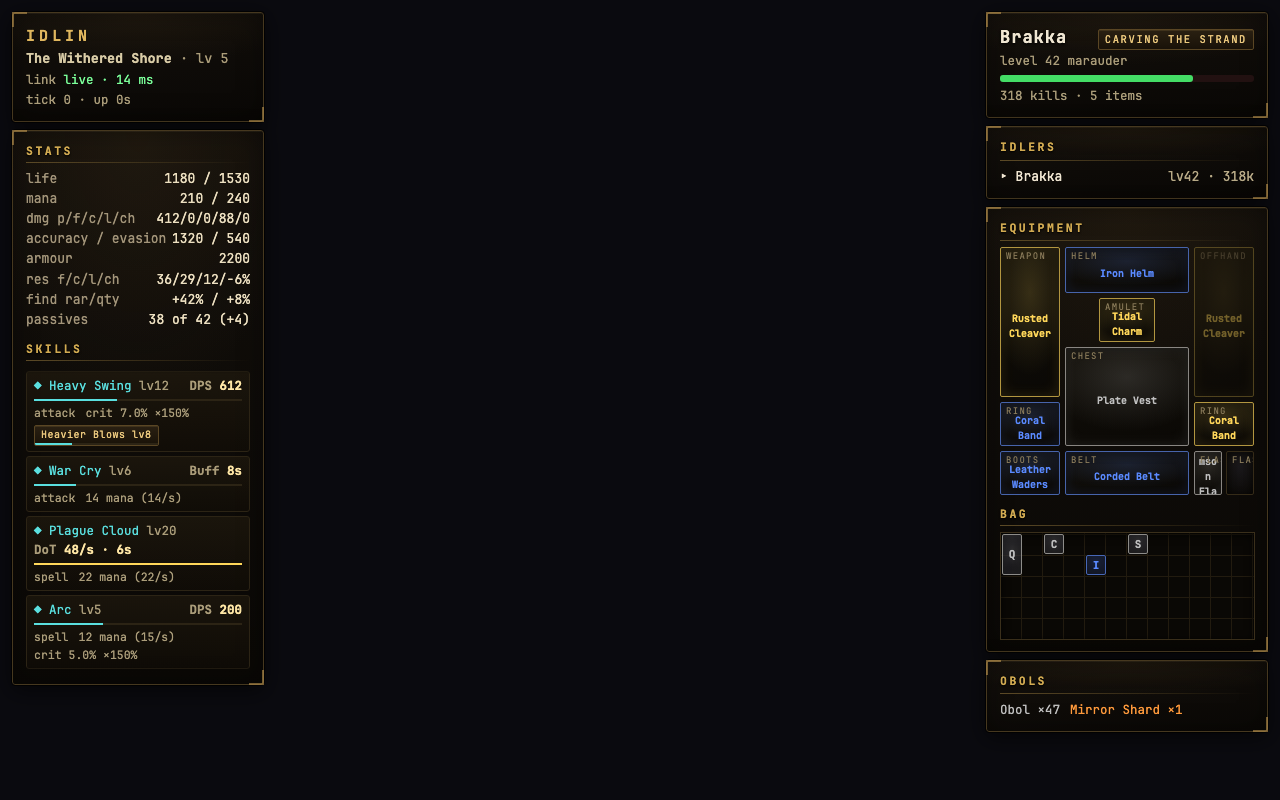 IDLIN
The Withered Shore · lv 5
link live · 14 ms
tick 0 · up 0s
STATS
life 1180 / 1530
mana 210 / 240
dmg p/f/c/l/ch 412/0/0/88/0
accuracy / evasion 1320 / 540
armour 2200
res f/c/l/ch 36/29/12/-6%
find rar/qty +42% / +8%
passives 38 of 42 (+4)
SKILLS
◆ Heavy Swing lv12 DPS 612
attack crit 7.0% ×150%
Heavier Blows lv8
◆ War Cry lv6 Buff 8s
attack 14 mana (14/s)
◆ Plague Cloud lv20
DoT 48/s · 6s
spell 22 mana (22/s)
◆ Arc lv5 DPS 200
spell 12 mana (15/s)
crit 5.0% ×150%
Brakka CARVING THE STRAND
level 42 marauder
318 kills · 5 items
IDLERS
▸ Brakka lv42 · 318k
EQUIPMENT
WEAPON
Rusted
Cleaver
HELM
Iron Helm
OFFHAND
Rusted
Cleaver
AMULET
Tidal
Charm
CHEST
Plate Vest
RING
Coral
Band
RING
Coral
Band
BOOTS
Leather
Waders
BELT
Corded Belt
mso
n
Fla
FLA
BAG
Q C S
I
OBOLS
Obol ×47 Mirror Shard ×1